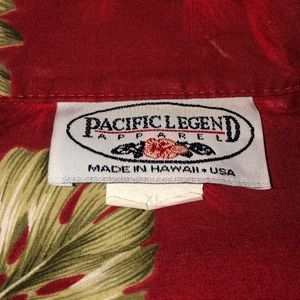 PACIFIC LEGEND
APPAREL
MADE IN HAWAII • USA